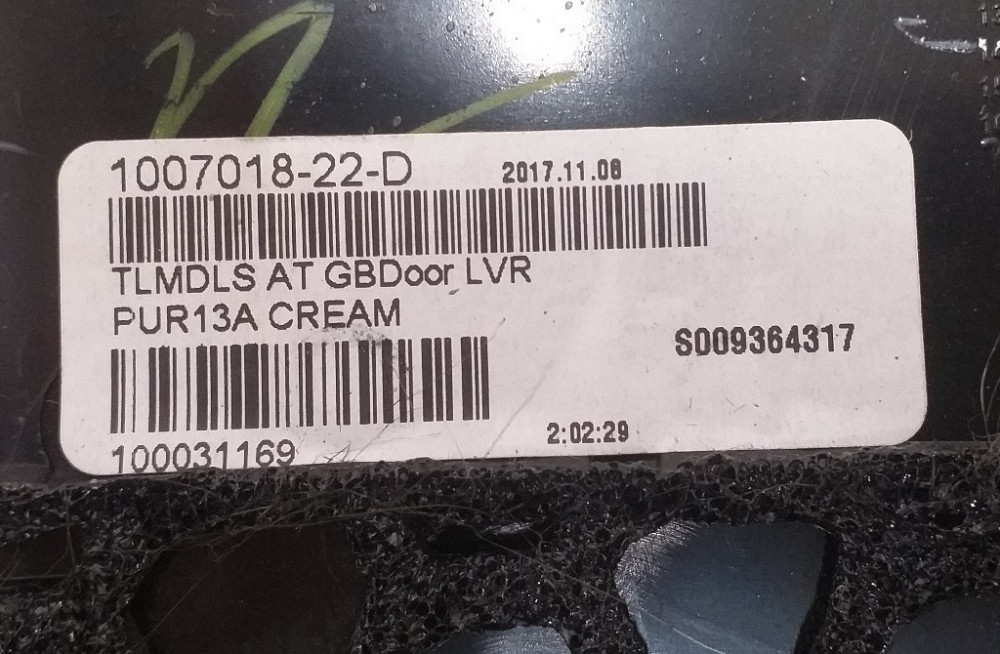 1007018-22-D 2017.11.08
TLMDLS AT GBDoor LVR
PUR13A CREAM
S009364317
2:02:29
100031169